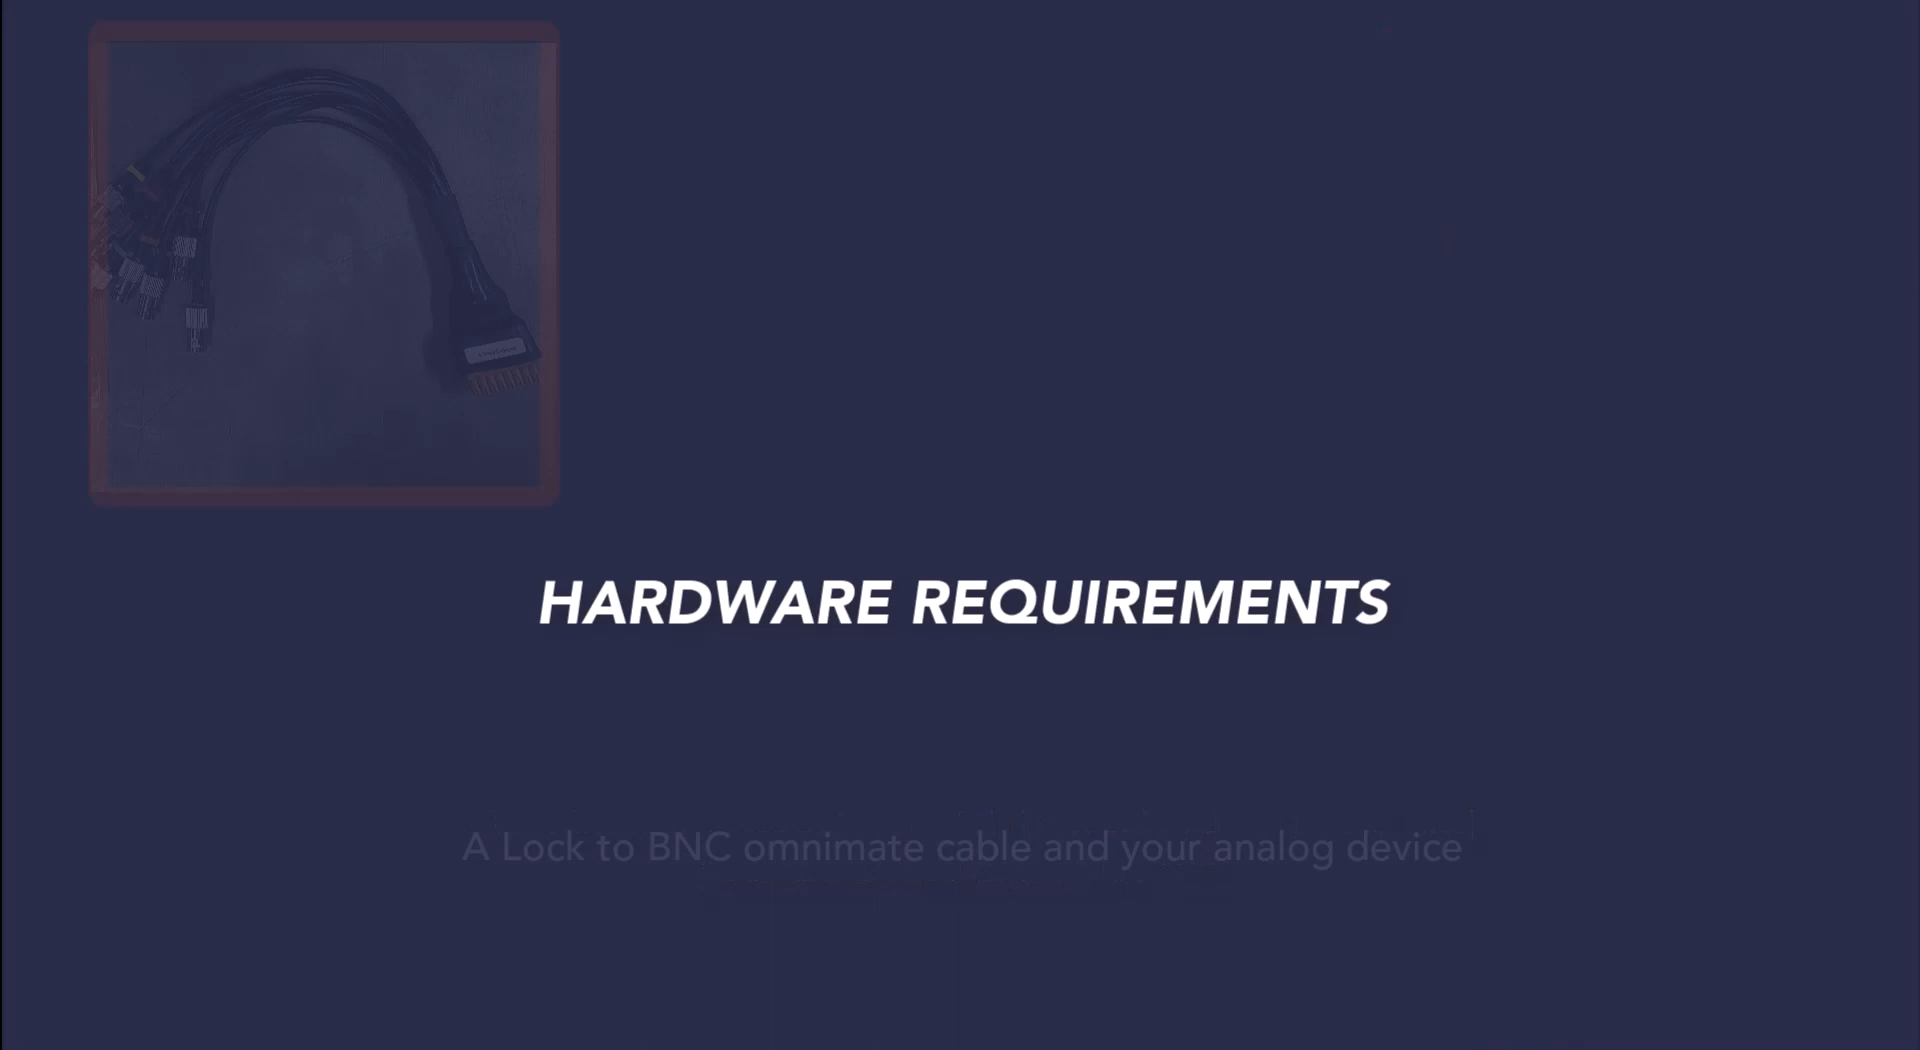 HARDWARE REQUIREMENTS
A Lock to BNC omnimate cable and your analog device